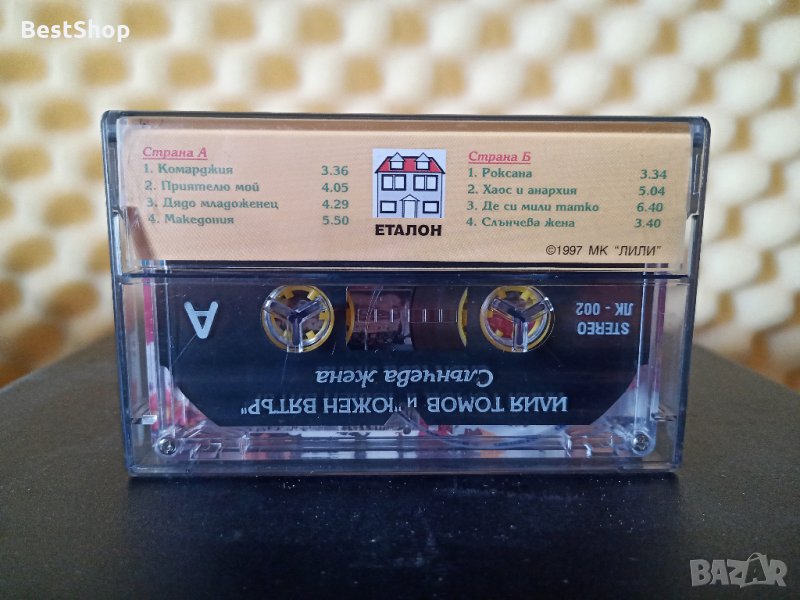 BestShop
Страна А
1. Комарджия 3.36
2. Приятелю мой 4.05
3. Дядо младоженец 4.29
4. Македония 5.50
ЕТАЛОН
Страна Б
1. Роксана 3.34
2. Хаос и анархия 5.04
3. Де си мили татко 6.40
4. Слънчева жена 3.40
©1997 МК "ЛИЛИ"
A
STEREO
ЛК - 002
ИЛИЯ ТОМОВ и "ЮЖЕН ВЯТЪР"
Слънчева жена
BAZAR